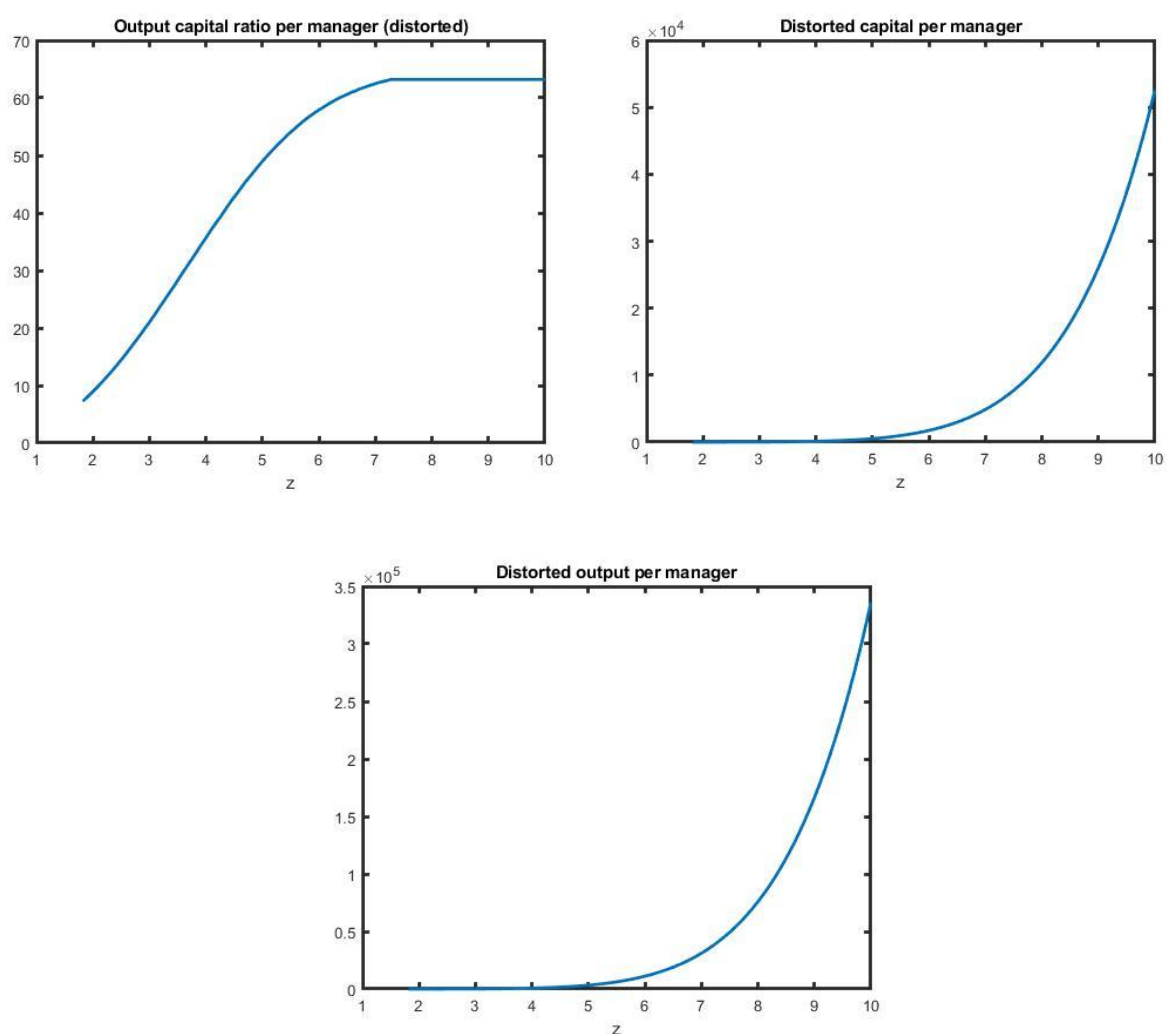 Output capital ratio per manager (distorted)
70
60
50
40
30
20
10
0
1 2 3 4 5 6 7 8 9 10
z
Distorted capital per manager
×10⁴
6
5
4
3
2
1
0
1 2 3 4 5 6 7 8 9 10
z
Distorted output per manager
×10⁵
3.5
3
2.5
2
1.5
1
0.5
0
1 2 3 4 5 6 7 8 9 10
z